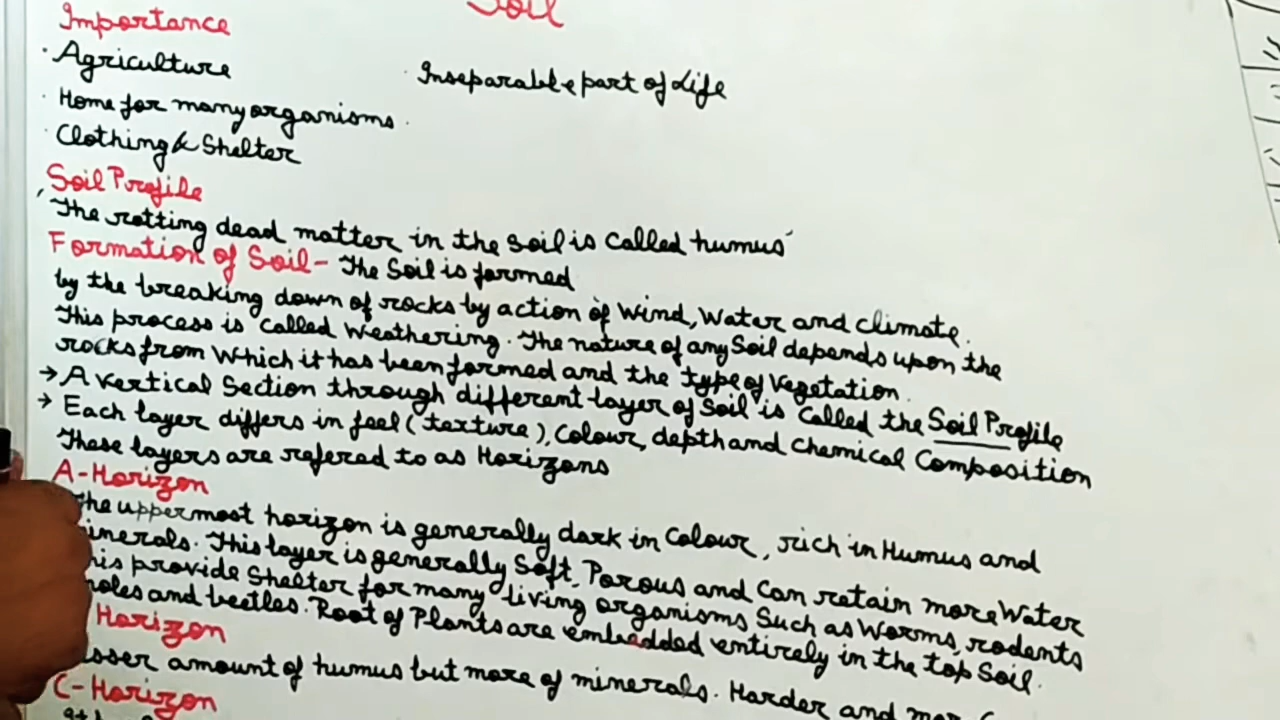 Soil
Importance
· Agriculture
· Inseparable part of Life
· Home for many organisms.
· Clothing & Shelter
Soil Profile
The rotting dead matter in the soil is called humus
Formation of Soil- The Soil is formed
by the breaking down of rocks by action of Wind, Water and climate.
This process is called Weathering. The nature of any Soil depends upon the
rocks from which it has been formed and the type of Vegetation.
→ A vertical Section through different layer of Soil is Called the Soil Profile
→ Each layer differs in feel (texture), Colour, depth and chemical Composition
These layers are refered to as Horizons
A-Horizon
The uppermost horizon is generally dark in Colour, rich in Humus and
minerals. This layer is generally Soft, Porous and Can retain more Water
This provide Shelter for many living organisms Such as Worms, rodents
moles and beetles. Root of Plants are embedded entirely in the top Soil.
Horizon
Lesser amount of humus but more of minerals. Harder and
C-Horizon